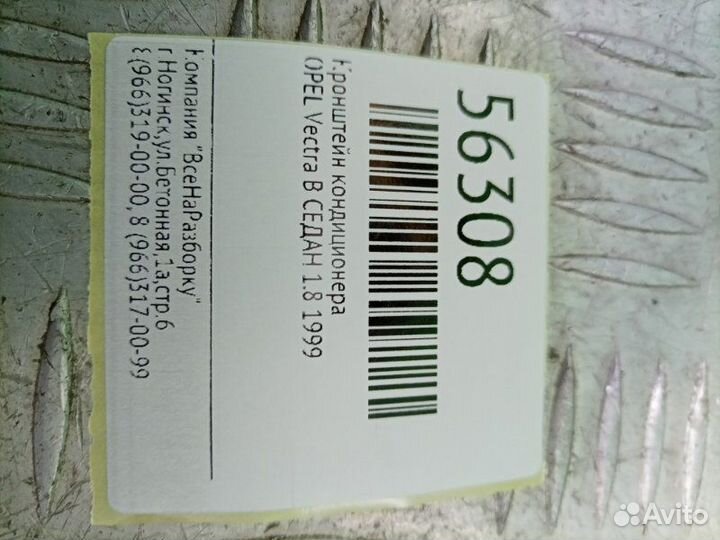 56308
Кронштейн кондиционера
OPEL Vectra B СЕДАН 1.8 1999
Компания "ВсеНаРазборку"
г Ногинск,ул.Бетонная,1а,стр.6
8(966)319-00-00, 8 (966)317-00-99
Avito